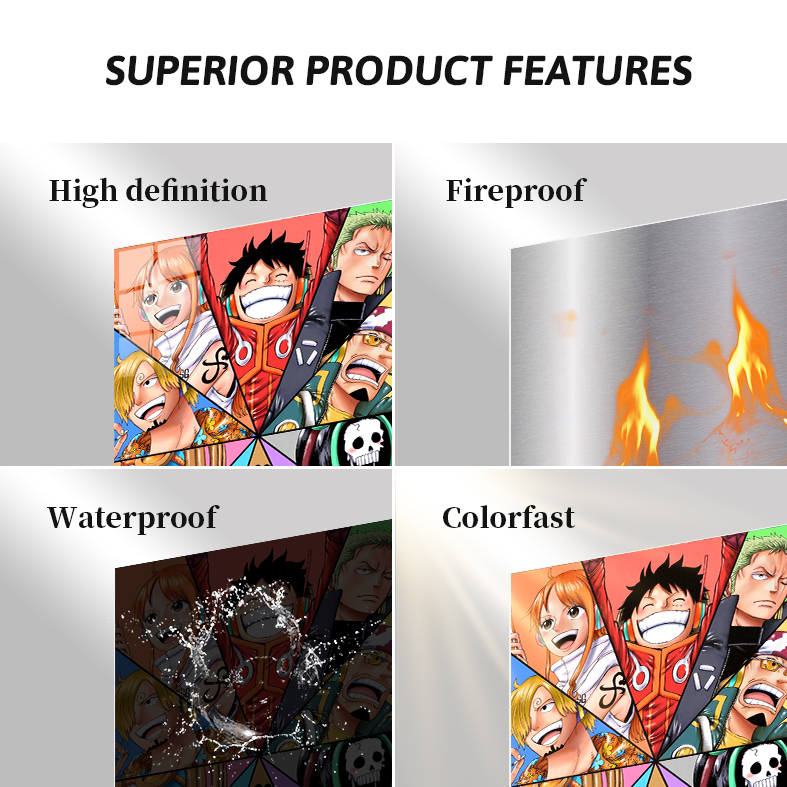 SUPERIOR PRODUCT FEATURES
High definition
Fireproof
Waterproof
Colorfast